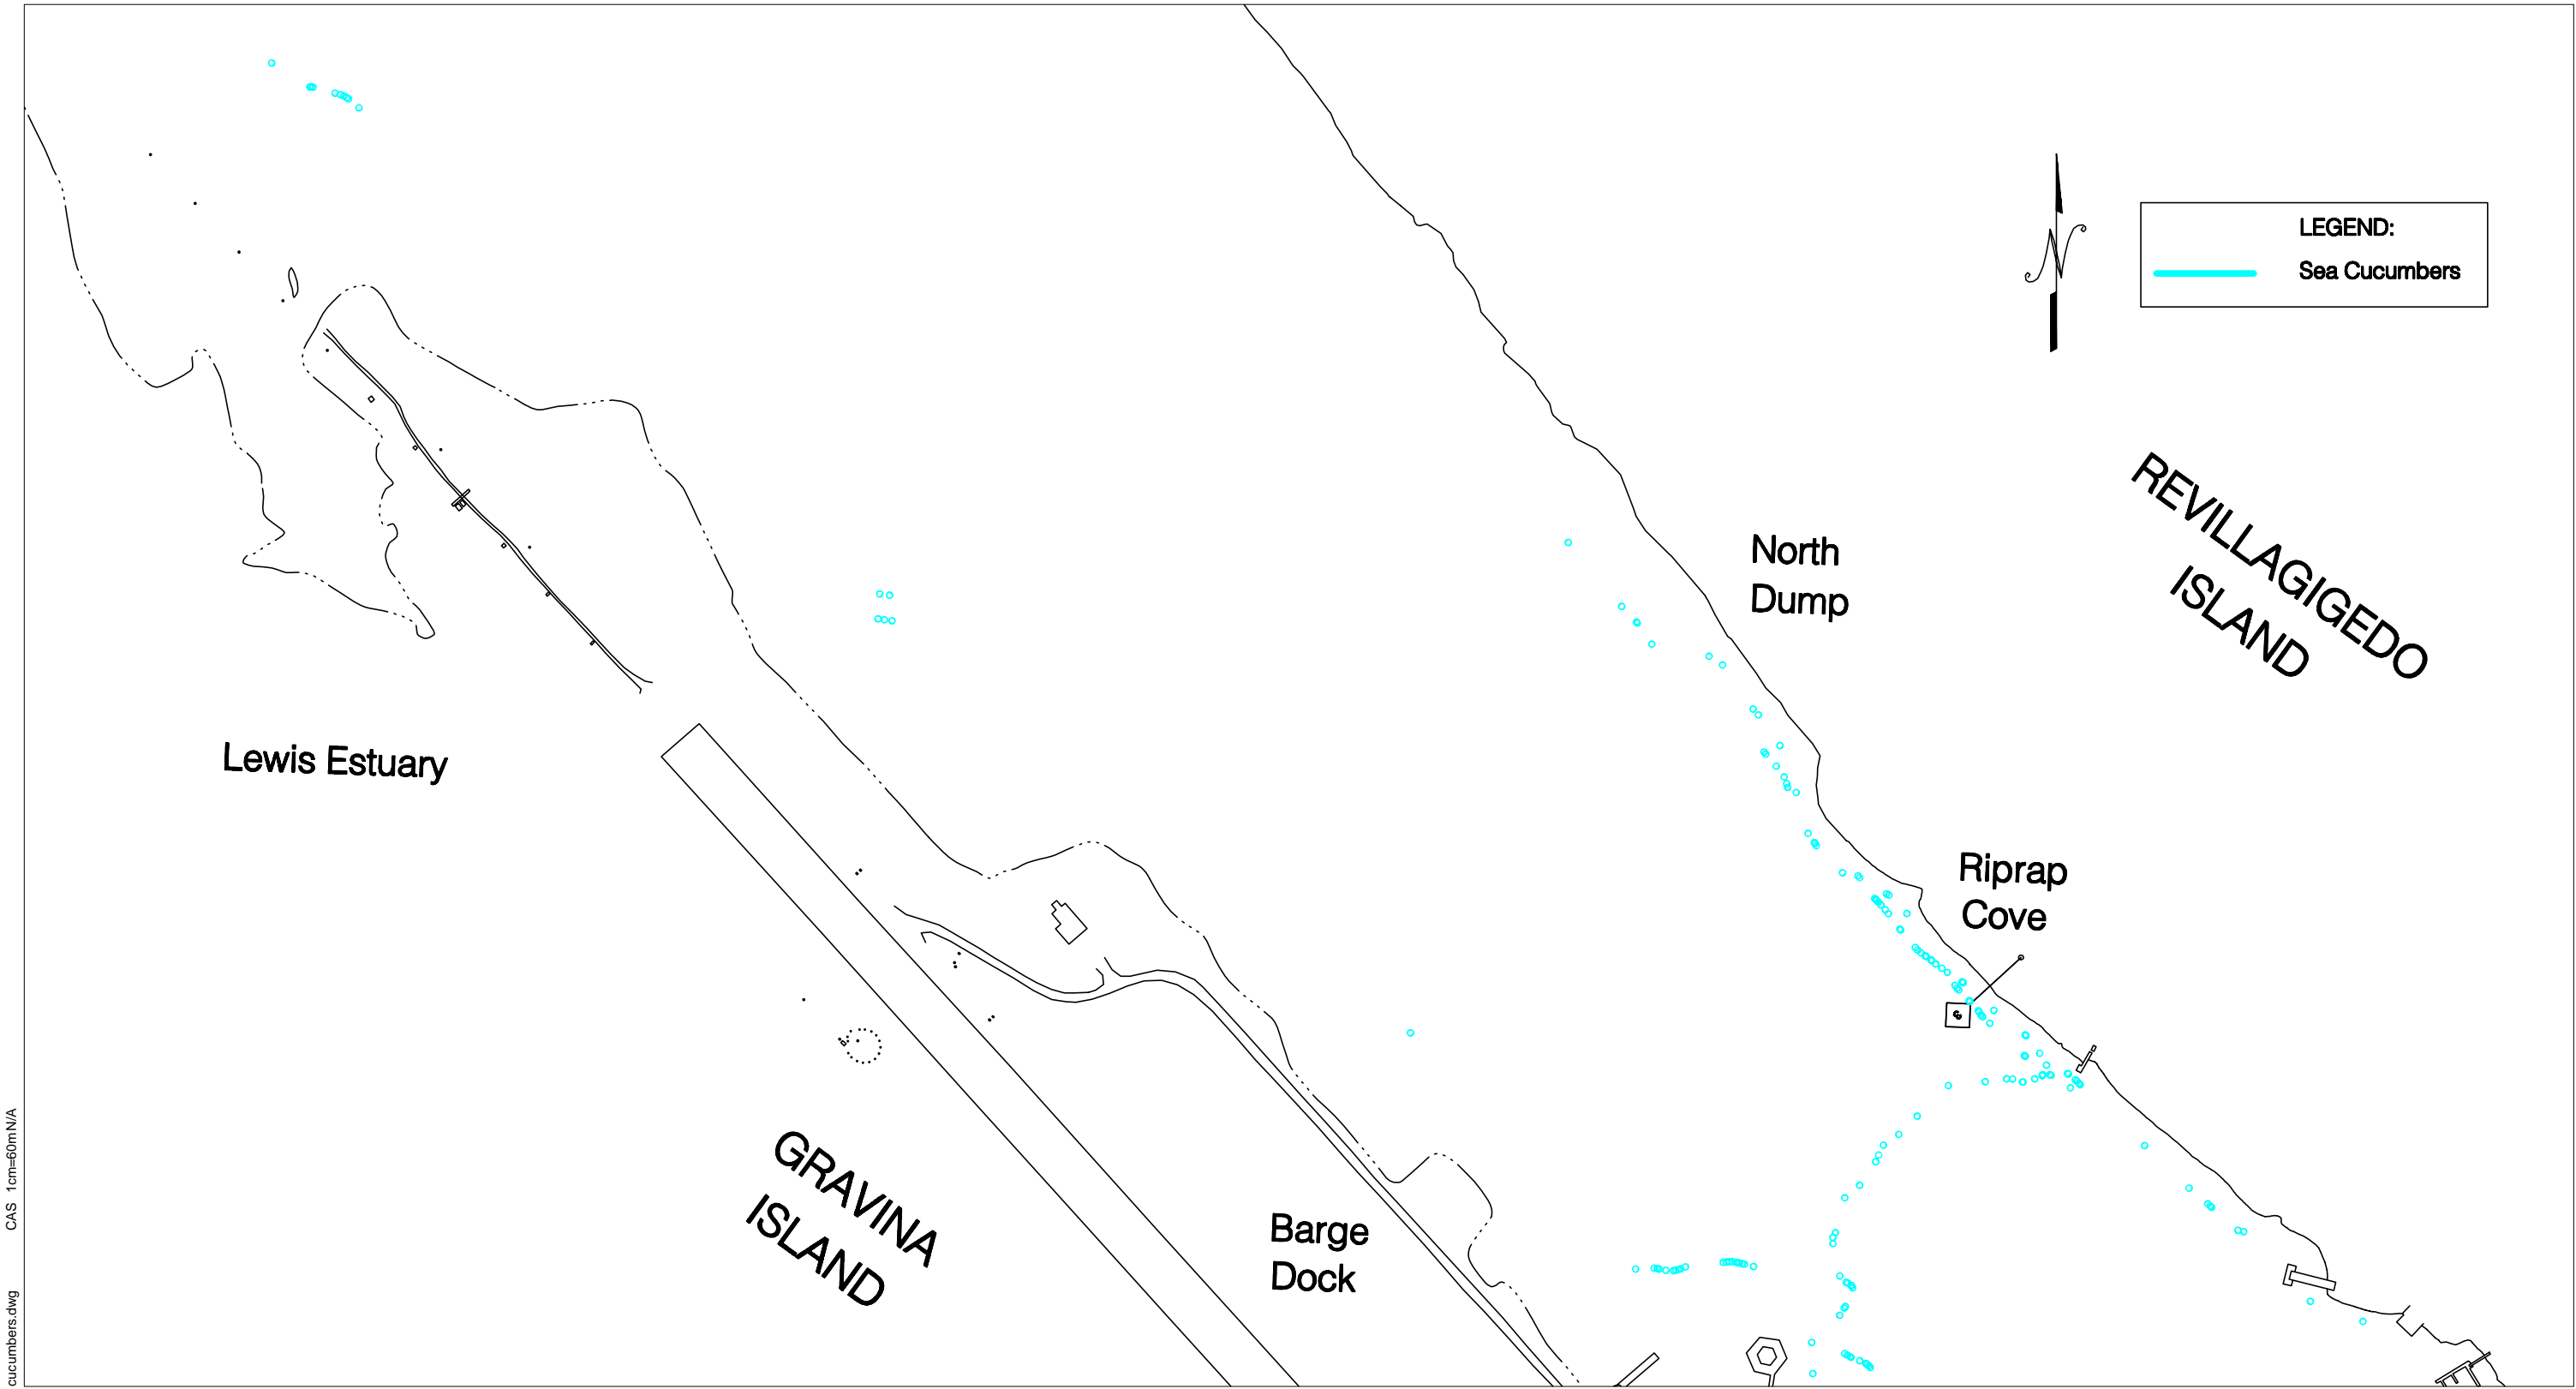 LEGEND:
Sea Cucumbers
REVILLAGIGEDO
ISLAND
North
Dump
Lewis Estuary
Riprap
Cove
GRAVINA
ISLAND
Barge
Dock
cucumbers.dwg CAS 1cm=60m N/A